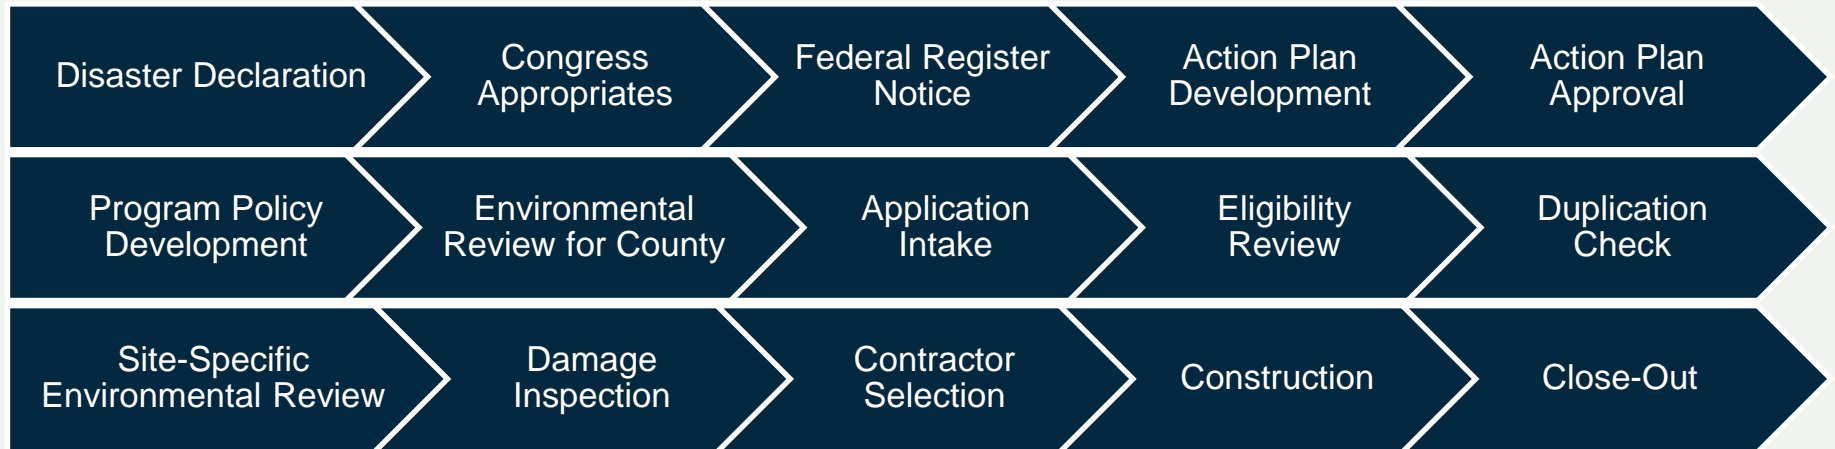 Disaster Declaration
Congress
Appropriates
Federal Register
Notice
Action Plan
Development
Action Plan
Approval
Program Policy
Development
Environmental
Review for County
Application
Intake
Eligibility
Review
Duplication
Check
Site-Specific
Environmental Review
Damage
Inspection
Contractor
Selection
Construction
Close-Out